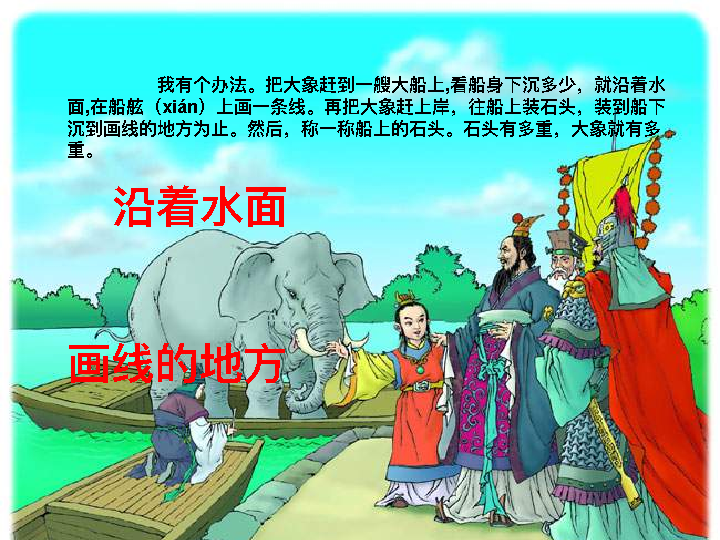 我有个办法。把大象赶到一艘大船上,看船身下沉多少，就沿着水
面,在船舷（xián）上画一条线。再把大象赶上岸，往船上装石头，装到船下
沉到画线的地方为止。然后，称一称船上的石头。石头有多重，大象就有多
重。
沿着水面
画线的地方